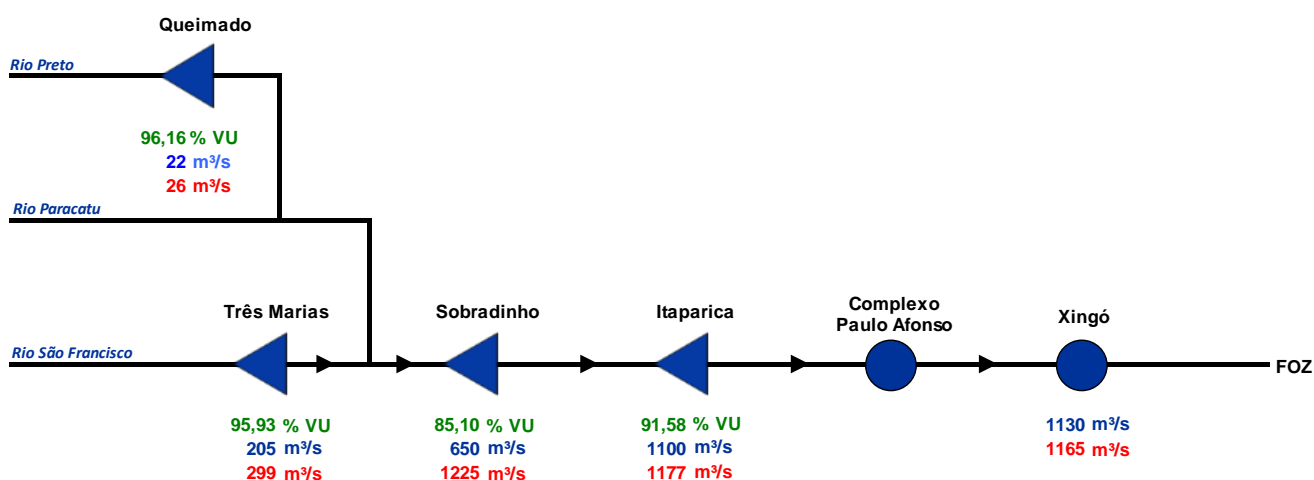 Queimado
Rio Preto
96,16 % VU
22 m³/s
26 m³/s
Rio Paracatu
Três Marias
Sobradinho
Itaparica
Complexo
Paulo Afonso
Xingó
Rio São Francisco
FOZ
95,93 % VU
205 m³/s
299 m³/s
85,10 % VU
650 m³/s
1225 m³/s
91,58 % VU
1100 m³/s
1177 m³/s
1130 m³/s
1165 m³/s